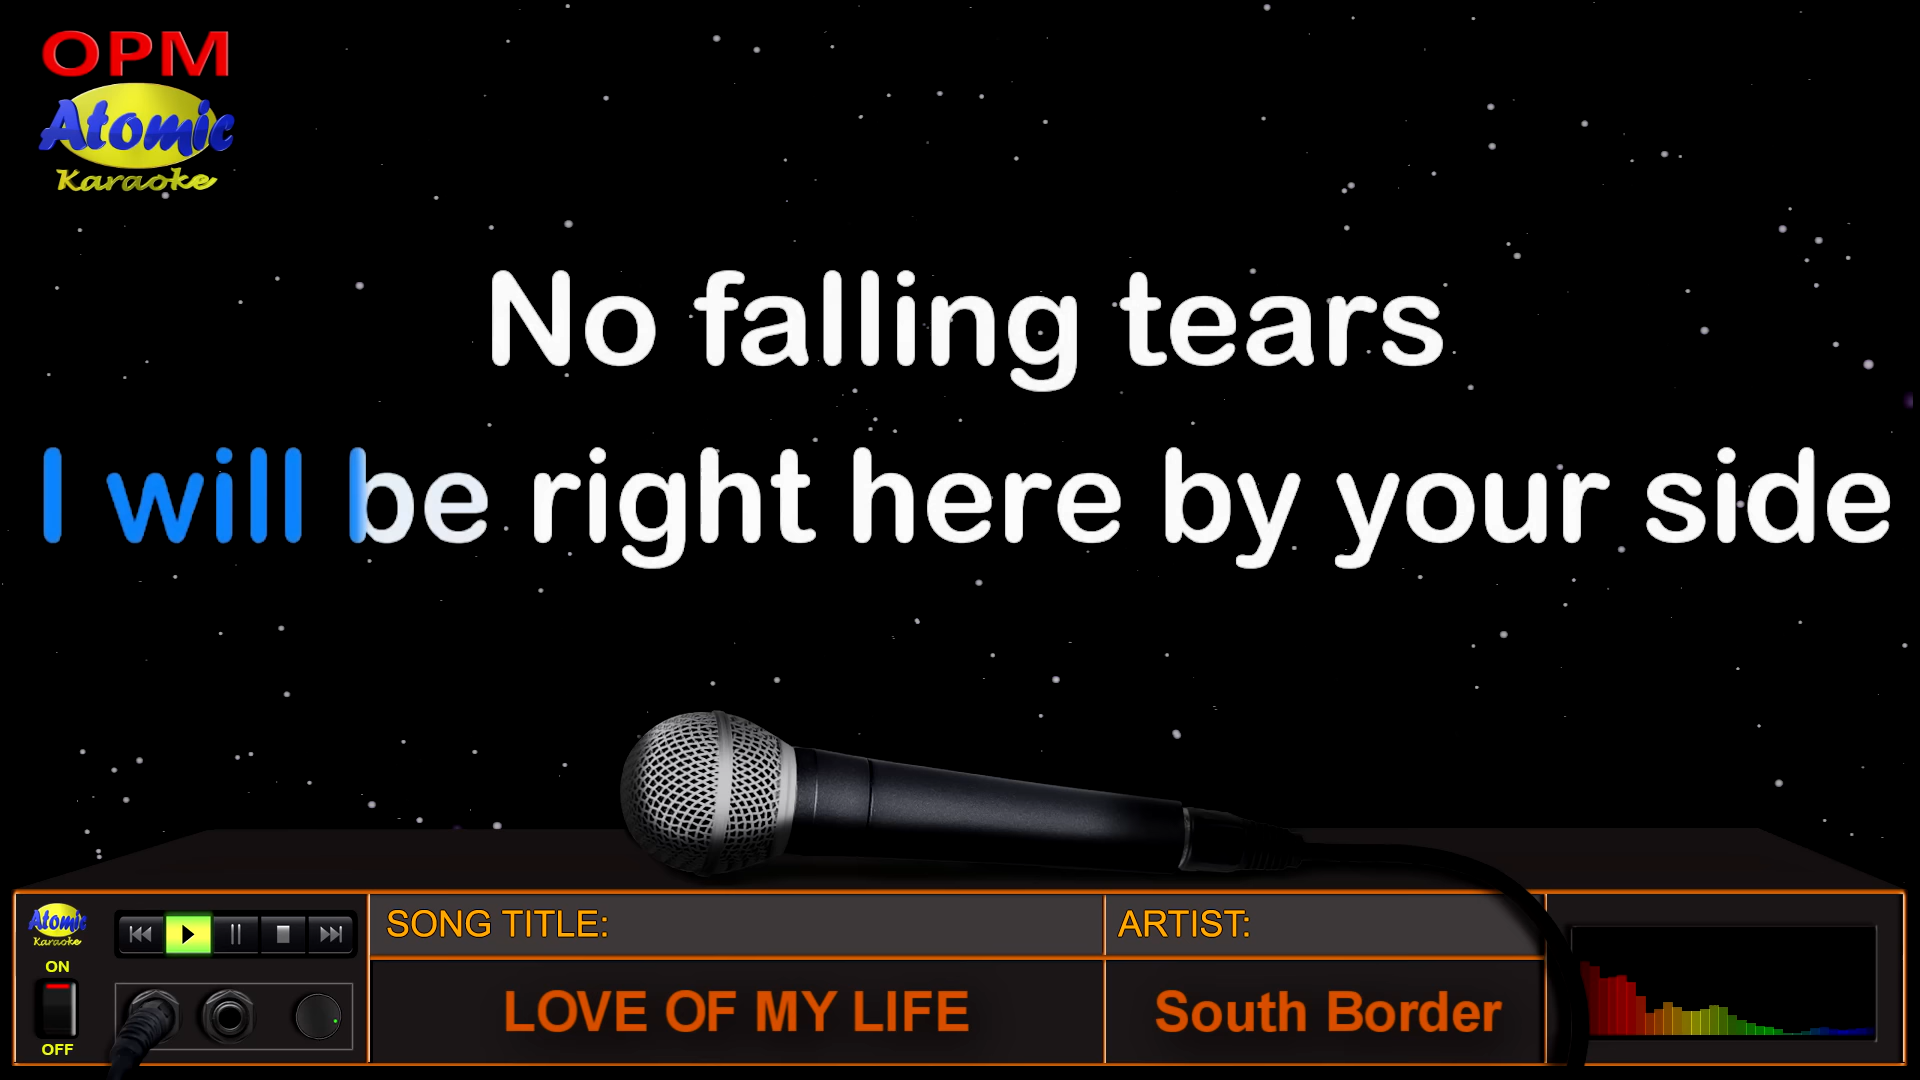 OPM
Atomic
Karaoke
No falling tears
I will be right here by your side
Atomic
Karaoke
ON
OFF
SONG TITLE:
LOVE OF MY LIFE
ARTIST:
South Border